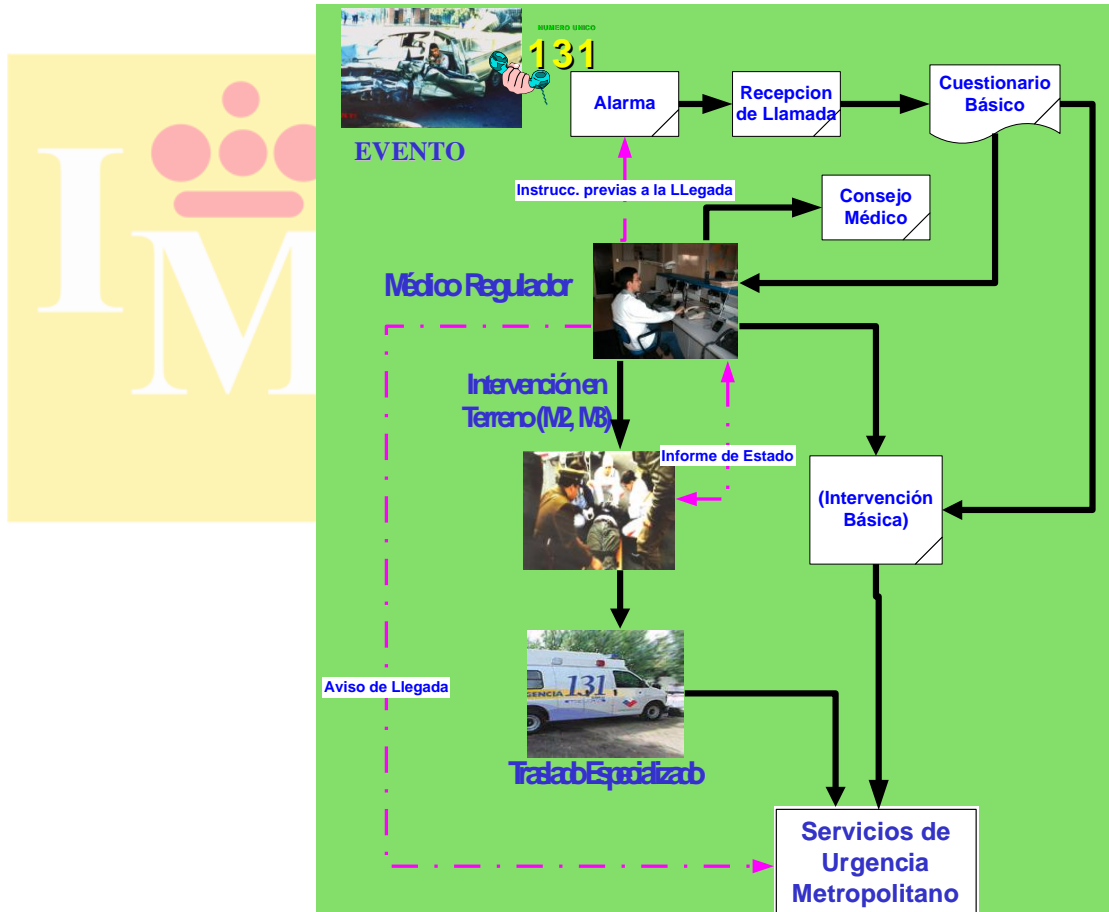 NUMERO UNICO
131
EVENTO
Alarma
Recepcion
de Llamada
Cuestionario
Básico
Instrucc. previas a la LLegada
Consejo
Médico
Médico Regulador
Intervención en
Terreno (M2, M3)
Informe de Estado
(Intervención
Básica)
Aviso de Llegada
GENCIA 131
Traslado Especializado
Servicios de
Urgencia
Metropolitano
IM